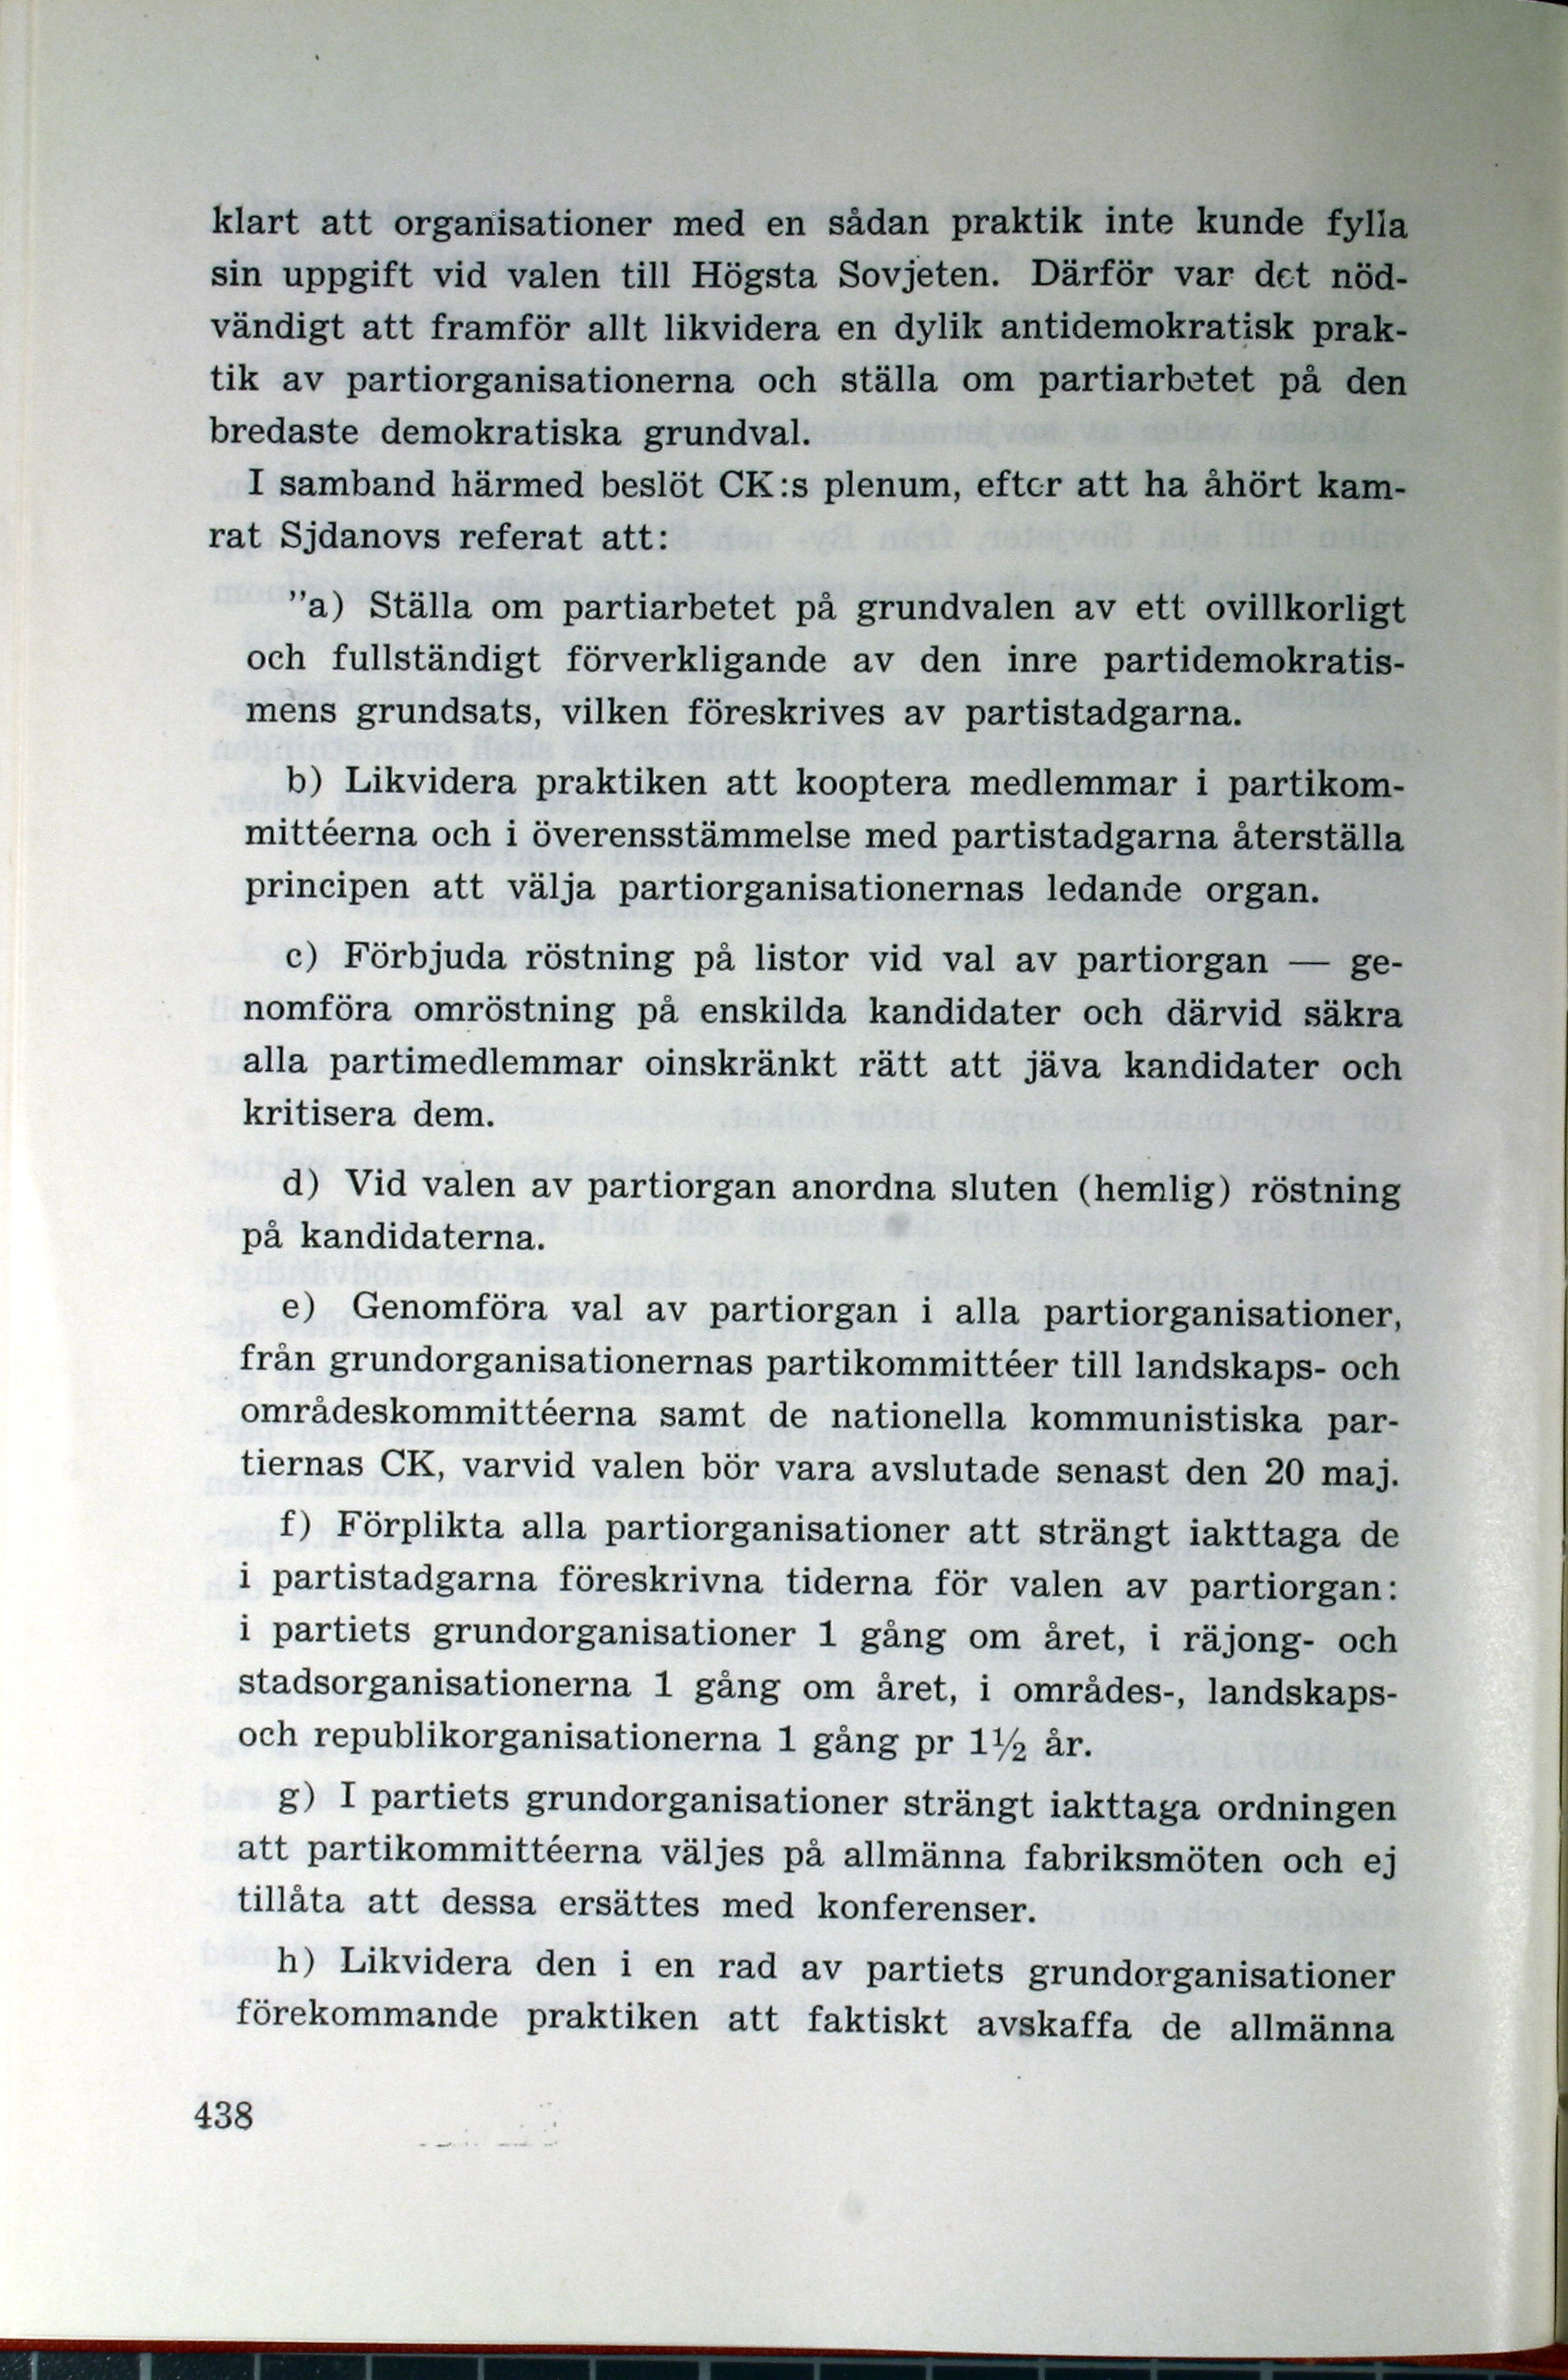 klart att organisationer med en sådan praktik inte kunde fylla
sin uppgift vid valen till Högsta Sovjeten. Därför var det nöd-
vändigt att framför allt likvidera en dylik antidemokratisk prak-
tik av partiorganisationerna och ställa om partiarbetet på den
bredaste demokratiska grundval.
I samband härmed beslöt CK:s plenum, efter att ha åhört kam-
rat Sjdanovs referat att:
”a) Ställa om partiarbetet på grundvalen av ett ovillkorligt
och fullständigt förverkligande av den inre partidemokratis-
mens grundsats, vilken föreskrives av partistadgarna.
b) Likvidera praktiken att kooptera medlemmar i partikom-
mittéerna och i överensstämmelse med partistadgarna återställa
principen att välja partiorganisationernas ledande organ.
c) Förbjuda röstning på listor vid val av partiorgan — ge-
nomföra omröstning på enskilda kandidater och därvid säkra
alla partimedlemmar oinskränkt rätt att jäva kandidater och
kritisera dem.
d) Vid valen av partiorgan anordna sluten (hemlig) röstning
på kandidaterna.
e) Genomföra val av partiorgan i alla partiorganisationer,
från grundorganisationernas partikommittéer till landskaps- och
områdeskommittéerna samt de nationella kommunistiska par-
tiernas CK, varvid valen bör vara avslutade senast den 20 maj.
f) Förplikta alla partiorganisationer att strängt iakttaga de
i partistadgarna föreskrivna tiderna för valen av partiorgan:
i partiets grundorganisationer 1 gång om året, i räjong- och
stadsorganisationerna 1 gång om året, i områdes-, landskaps-
och republikorganisationerna 1 gång pr 1½ år.
g) I partiets grundorganisationer strängt iakttaga ordningen
att partikommittéerna väljes på allmänna fabriksmöten och ej
tillåta att dessa ersättes med konferenser.
h) Likvidera den i en rad av partiets grundorganisationer
förekommande praktiken att faktiskt avskaffa de allmänna
438